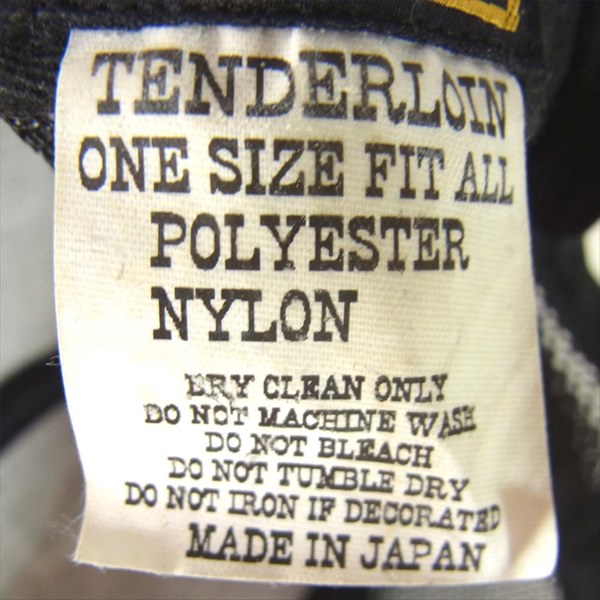 TENDERLOIN
ONE SIZE FIT ALL
POLYESTER
NYLON
DRY CLEAN ONLY
DO NOT MACHINE WASH
DO NOT BLEACH
DO NOT TUMBLE DRY
DO NOT IRON IF DECORATED
MADE IN JAPAN